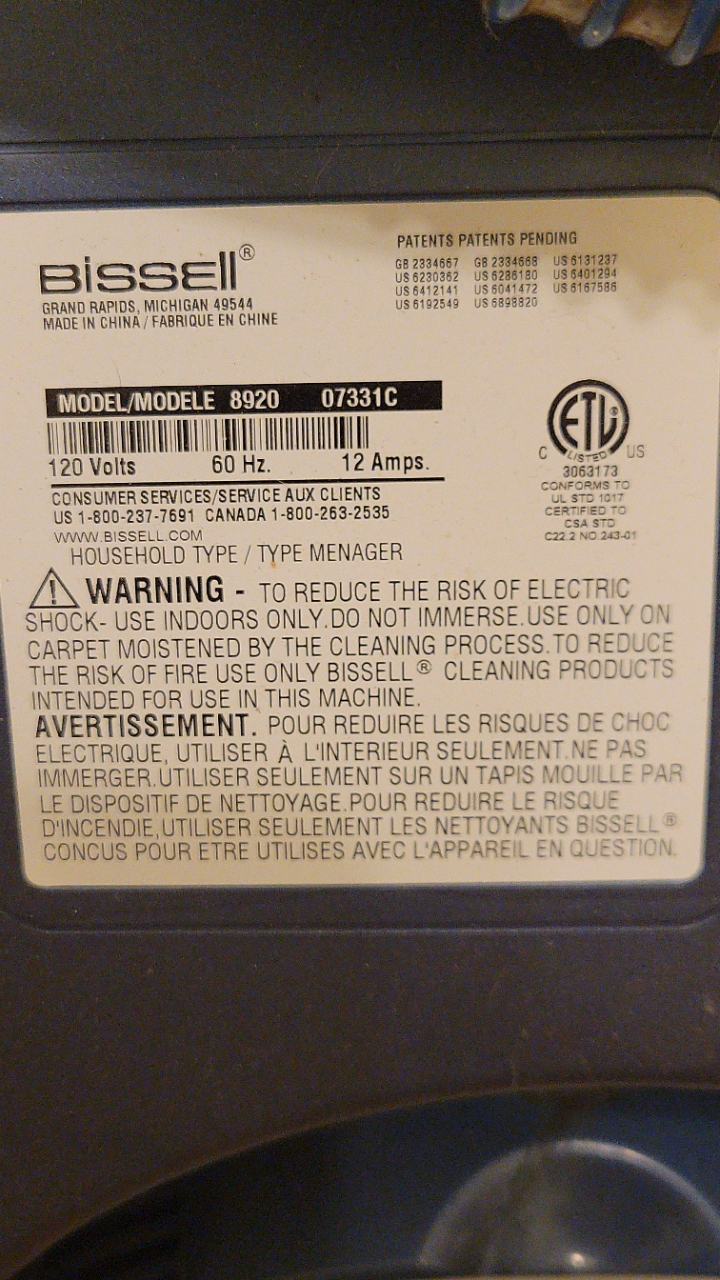 BISSELL®
GRAND RAPIDS, MICHIGAN 49544
MADE IN CHINA / FABRIQUE EN CHINE
PATENTS PATENTS PENDING
GB 2334667 GB 2334668 US 6131237
US 6230362 US 6286180 US 6401294
US 6412141 US 6041472 US 6167586
US 6192549 US 6898820
MODEL/MODELE 8920 07331C
120 Volts 60 Hz. 12 Amps.
CONSUMER SERVICES/SERVICE AUX CLIENTS
US 1-800-237-7691 CANADA 1-800-263-2535
WWW.BISSELL.COM
HOUSEHOLD TYPE / TYPE MENAGER
ETL®
C LISTED US
3063173
CONFORMS TO
UL STD 1017
CERTIFIED TO
CSA STD
C22.2 NO.243-01
WARNING - TO REDUCE THE RISK OF ELECTRIC
SHOCK- USE INDOORS ONLY.DO NOT IMMERSE.USE ONLY ON
CARPET MOISTENED BY THE CLEANING PROCESS.TO REDUCE
THE RISK OF FIRE USE ONLY BISSELL® CLEANING PRODUCTS
INTENDED FOR USE IN THIS MACHINE.
AVERTISSEMENT. POUR REDUIRE LES RISQUES DE CHOC
ELECTRIQUE, UTILISER À L'INTERIEUR SEULEMENT.NE PAS
IMMERGER.UTILISER SEULEMENT SUR UN TAPIS MOUILLE PAR
LE DISPOSITIF DE NETTOYAGE.POUR REDUIRE LE RISQUE
D'INCENDIE,UTILISER SEULEMENT LES NETTOYANTS BISSELL®
CONCUS POUR ETRE UTILISES AVEC L'APPAREIL EN QUESTION.